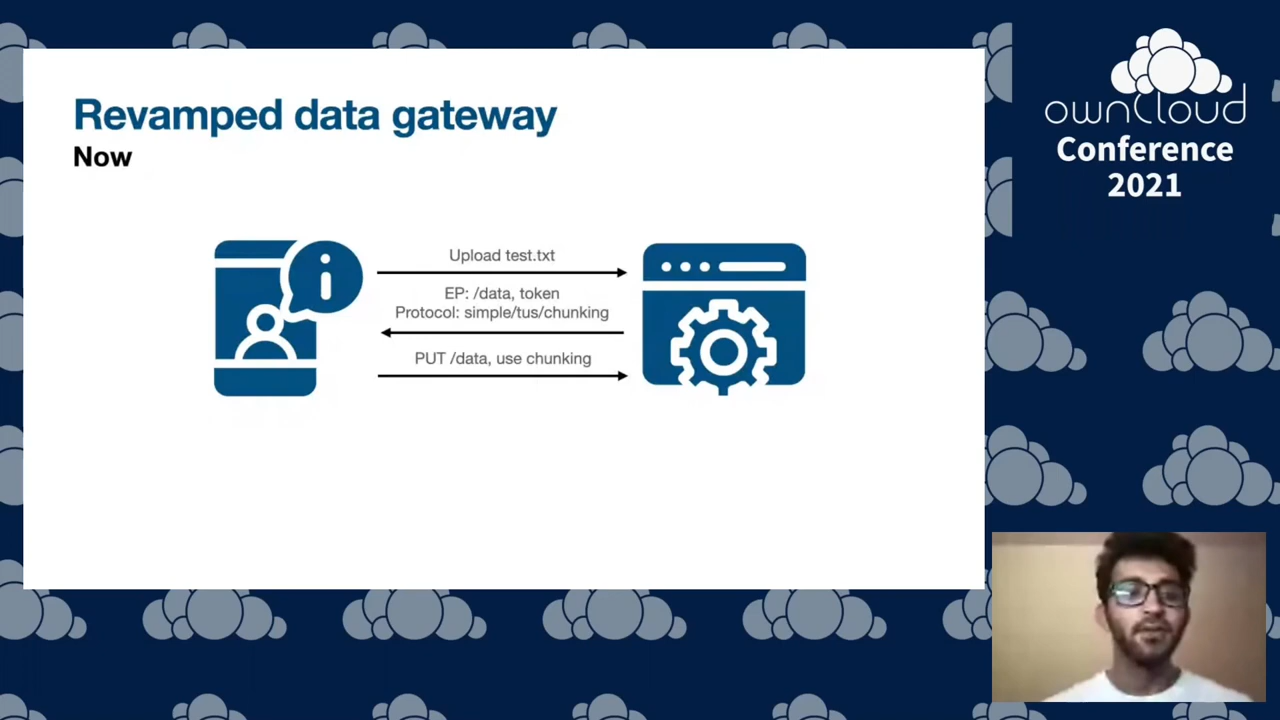 Revamped data gateway
Now
Upload test.txt
EP: /data, token
Protocol: simple/tus/chunking
PUT /data, use chunking
ownCloud
Conference
2021